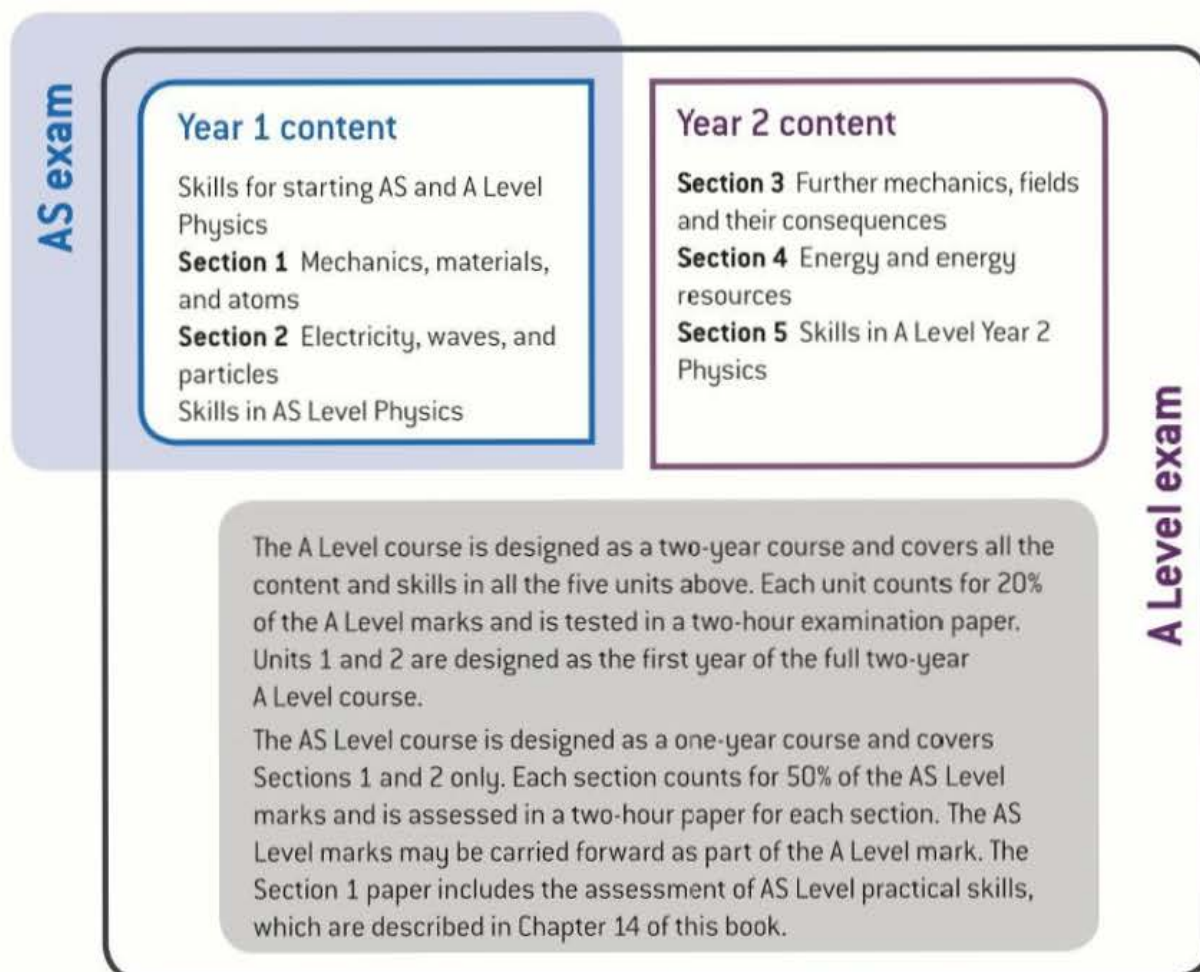 AS exam
Year 1 content
Skills for starting AS and A Level
Physics
Section 1 Mechanics, materials,
and atoms
Section 2 Electricity, waves, and
particles
Skills in AS Level Physics
Year 2 content
Section 3 Further mechanics, fields
and their consequences
Section 4 Energy and energy
resources
Section 5 Skills in A Level Year 2
Physics
A Level exam
The A Level course is designed as a two-year course and covers all the
content and skills in all the five units above. Each unit counts for 20%
of the A Level marks and is tested in a two-hour examination paper.
Units 1 and 2 are designed as the first year of the full two-year
A Level course.
The AS Level course is designed as a one-year course and covers
Sections 1 and 2 only. Each section counts for 50% of the AS Level
marks and is assessed in a two-hour paper for each section. The AS
Level marks may be carried forward as part of the A Level mark. The
Section 1 paper includes the assessment of AS Level practical skills,
which are described in Chapter 14 of this book.